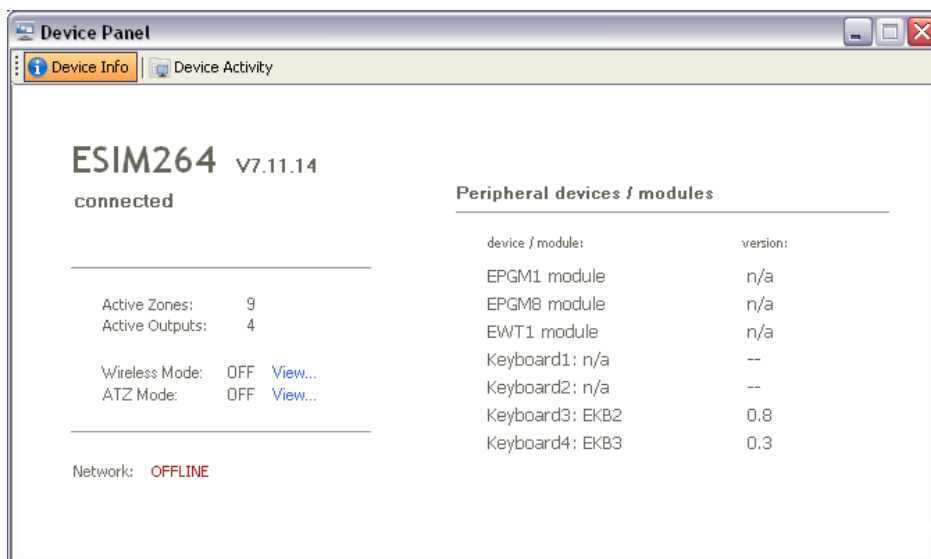 Device Panel
Device Info Device Activity
ESIM264 V7.11.14
connected
Active Zones: 9
Active Outputs: 4
Wireless Mode: OFF View...
ATZ Mode: OFF View...
Network: OFFLINE
Peripheral devices / modules
device / module: version:
EPGM1 module n/a
EPGM8 module n/a
EWT1 module n/a
Keyboard1: n/a --
Keyboard2: n/a --
Keyboard3: EKB2 0.8
Keyboard4: EKB3 0.3